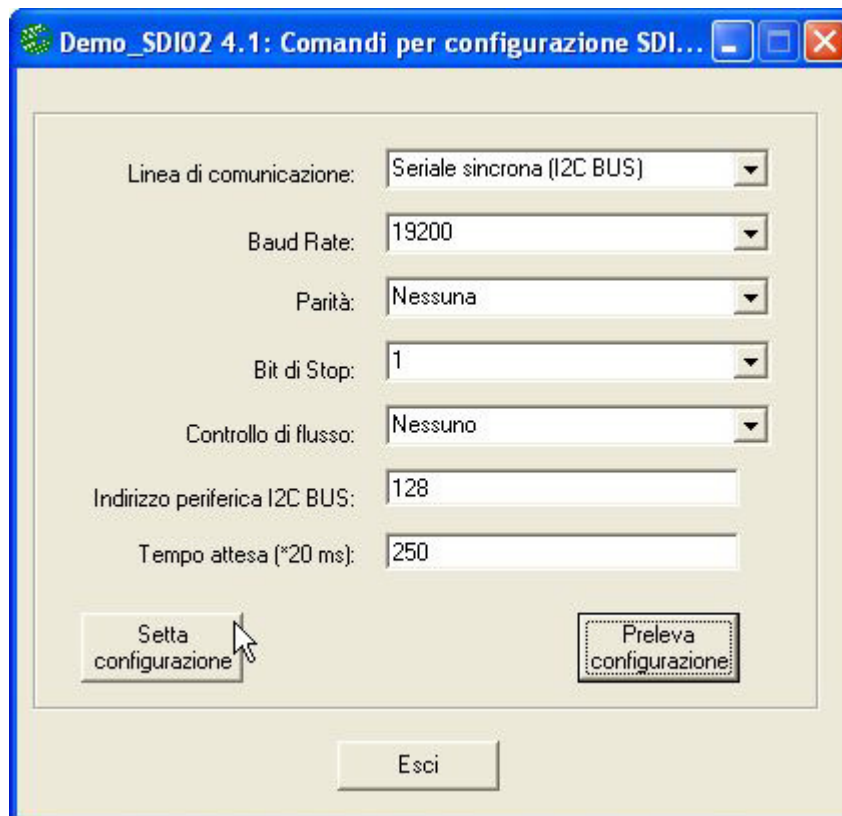 Demo_SDI02 4.1: Comandi per configurazione SDI...
Linea di comunicazione: Seriale sincrona (I2C BUS)
Baud Rate: 19200
Parità: Nessuna
Bit di Stop: 1
Controllo di flusso: Nessuno
Indirizzo periferica I2C BUS: 128
Tempo attesa (*20 ms): 250
Setta
configurazione
Preleva
configurazione
Esci